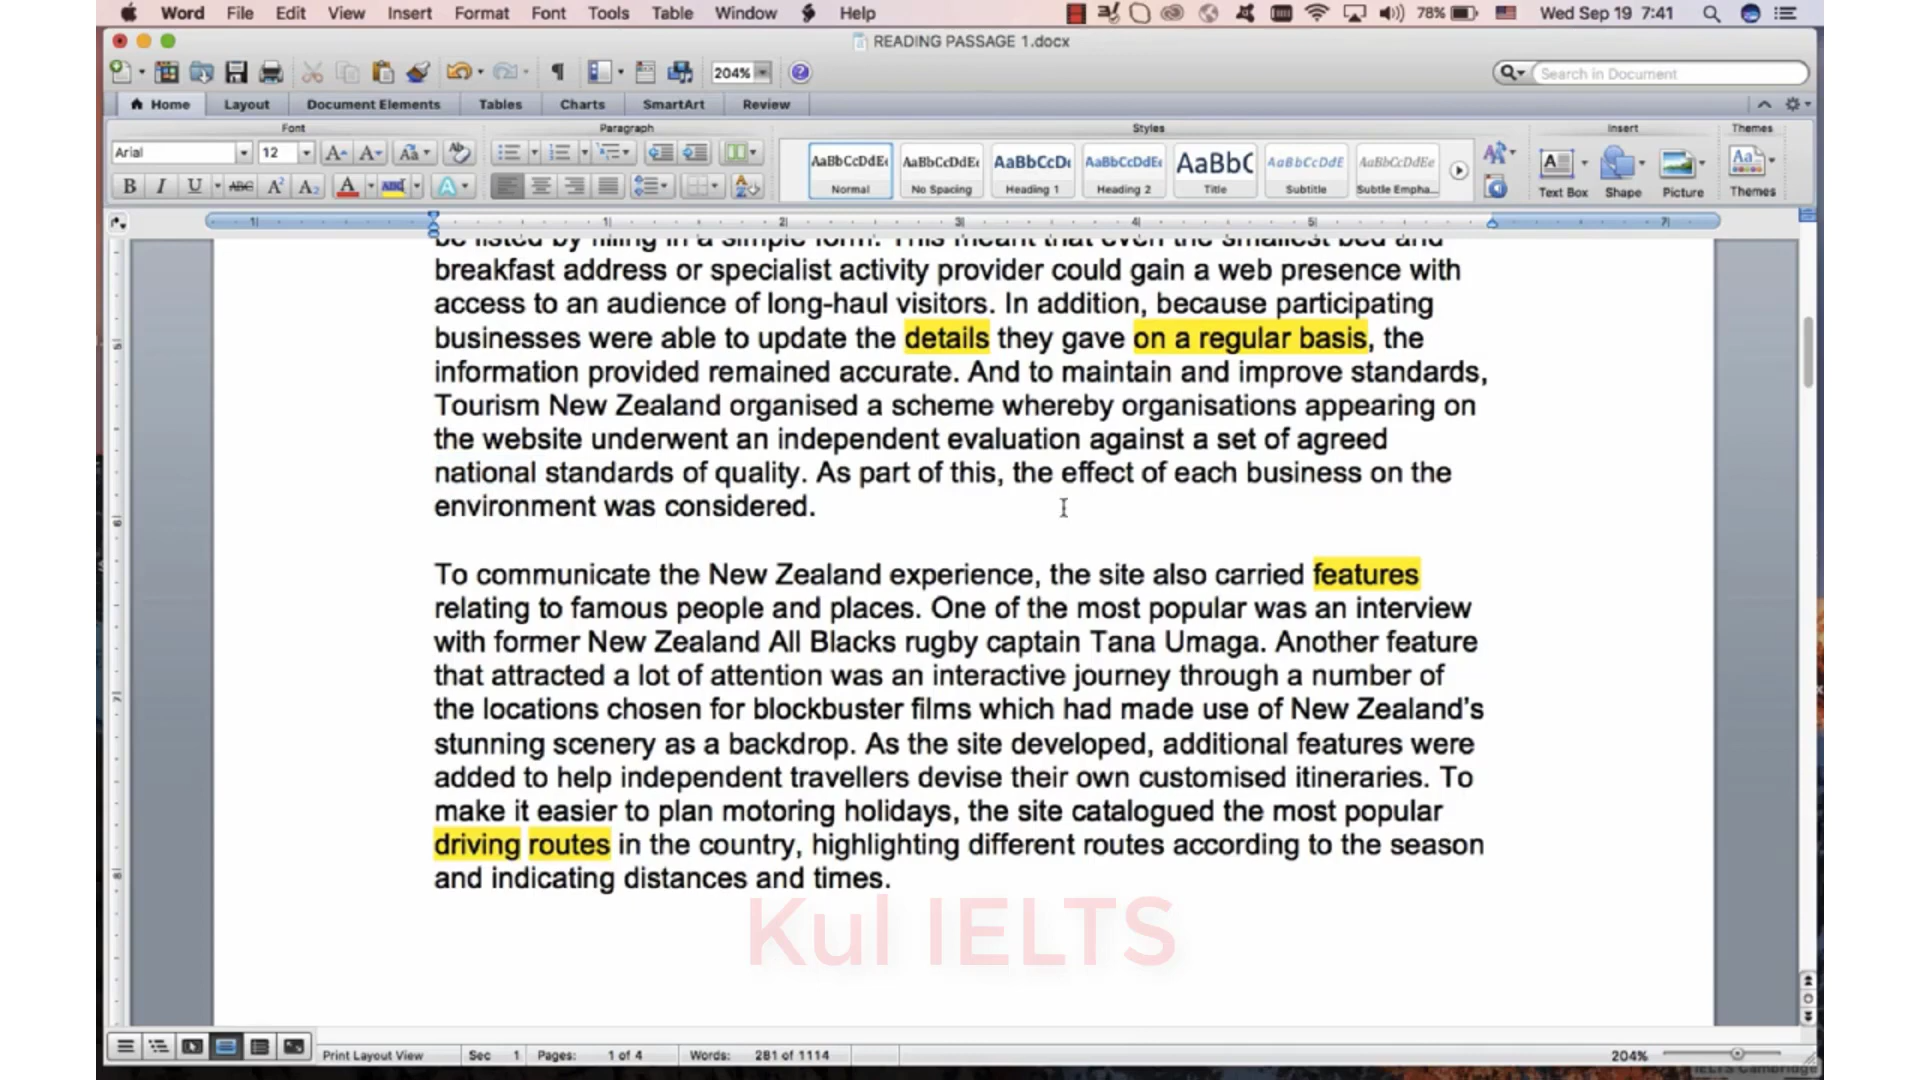 Word File Edit View Insert Format Font Tools Table Window Help 78% Wed Sep 19 7:41
READING PASSAGE 1.docx
204% Search in Document
Home Layout Document Elements Tables Charts SmartArt Review
Font Paragraph Styles Insert Themes
Arial 12 AaBbCcDdEe AaBbCcDdEe AaBbCcDd AaBbCcDdEe AaBbC AaBbCcDdE AaBbCcDdEe
Normal No Spacing Heading 1 Heading 2 Title Subtitle Subtle Empha... Text Box Shape Picture Themes
be listed by filling in a simple form. This meant that even the smallest bed and
breakfast address or specialist activity provider could gain a web presence with
access to an audience of long-haul visitors. In addition, because participating
businesses were able to update the details they gave on a regular basis, the
information provided remained accurate. And to maintain and improve standards,
Tourism New Zealand organised a scheme whereby organisations appearing on
the website underwent an independent evaluation against a set of agreed
national standards of quality. As part of this, the effect of each business on the
environment was considered.
To communicate the New Zealand experience, the site also carried features
relating to famous people and places. One of the most popular was an interview
with former New Zealand All Blacks rugby captain Tana Umaga. Another feature
that attracted a lot of attention was an interactive journey through a number of
the locations chosen for blockbuster films which had made use of New Zealand's
stunning scenery as a backdrop. As the site developed, additional features were
added to help independent travellers devise their own customised itineraries. To
make it easier to plan motoring holidays, the site catalogued the most popular
driving routes in the country, highlighting different routes according to the season
and indicating distances and times.
Kul IELTS
Print Layout View Sec 1 Pages: 1 of 4 Words: 281 of 1114 204%
IELTS Cambridge